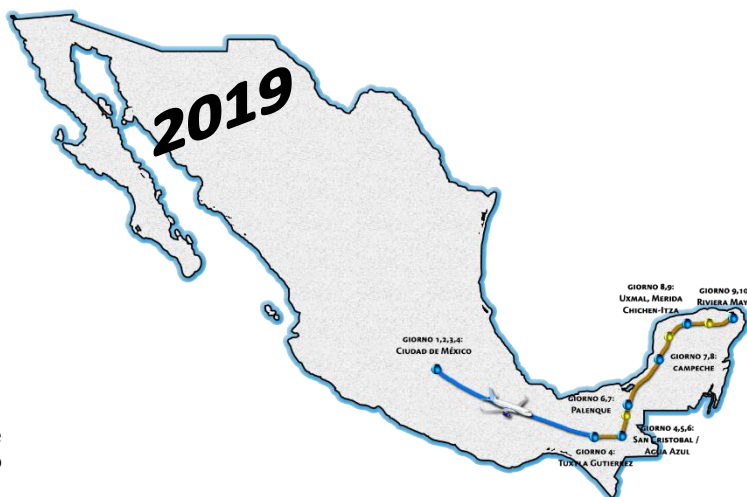 2019
GIORNO 8,9:
UXMAL, MERIDA
CHICHEN-ITZA
GIORNO 9,10
RIVIERA MAY
GIORNO 1,2,3,4:
CIUDAD DE MÉXICO
GIORNO 7,8:
CAMPECHE
GIORNO 6,7:
PALENQUE
GIORNO 4,5,6:
SAN CRISTOBAL /
AGUA AZUL
GIORNO 4:
TUXTLA GUTIERREZ